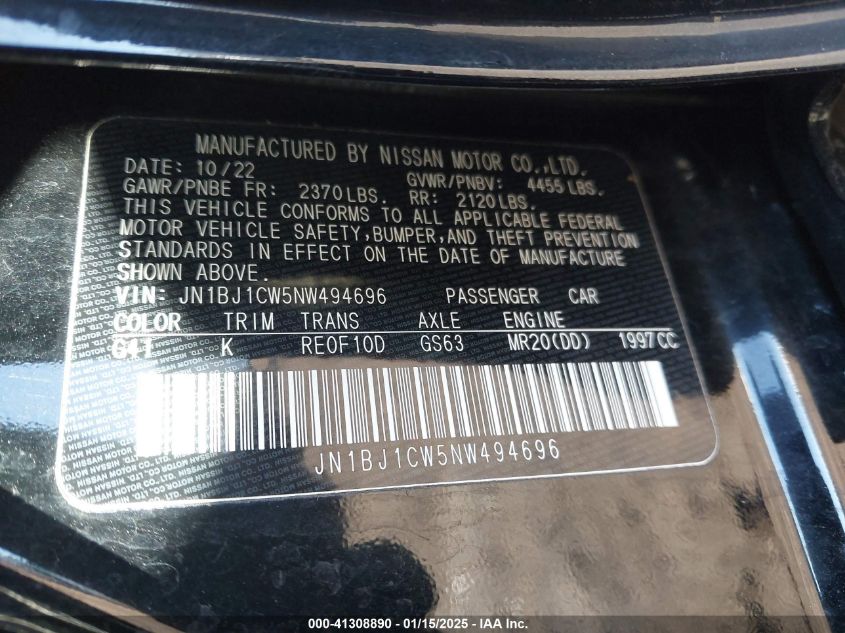 MANUFACTURED BY NISSAN MOTOR CO.,LTD.
DATE: 10/22 GVWR/PNBV: 4455 LBS.
GAWR/PNBE FR: 2370 LBS. RR: 2120 LBS.
THIS VEHICLE CONFORMS TO ALL APPLICABLE FEDERAL
MOTOR VEHICLE SAFETY,BUMPER,AND THEFT PREVENTION
STANDARDS IN EFFECT ON THE DATE OF MANUFACTURE
SHOWN ABOVE.
VIN: JN1BJ1CW5NW494696 PASSENGER CAR
COLOR TRIM TRANS AXLE ENGINE
G41 K RE0F10D GS63 MR20(DD) 1997CC
JN1BJ1CW5NW494696
000-41308890 - 01/15/2025 - IAA Inc.